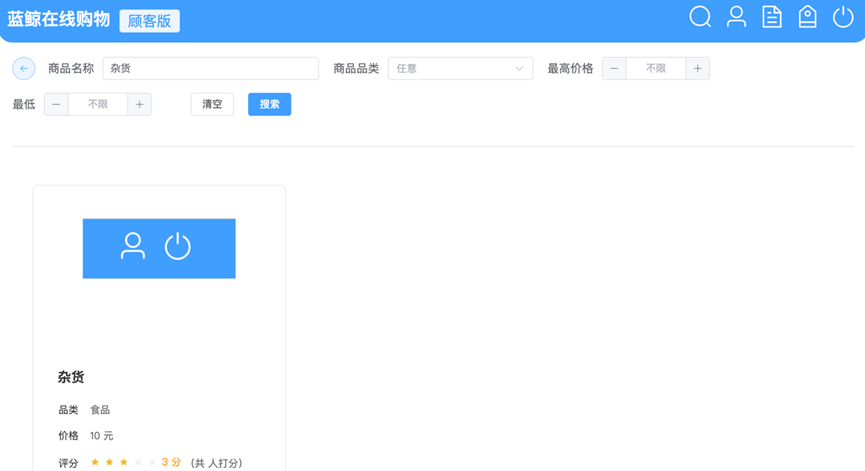 蓝鲸在线购物 顾客版
商品名称 杂货 商品品类 任意 最高价格 — 不限 +
最低 — 不限 + 清空 搜索
杂货
品类 食品
价格 10 元
评分 3 分 (共 人打分)